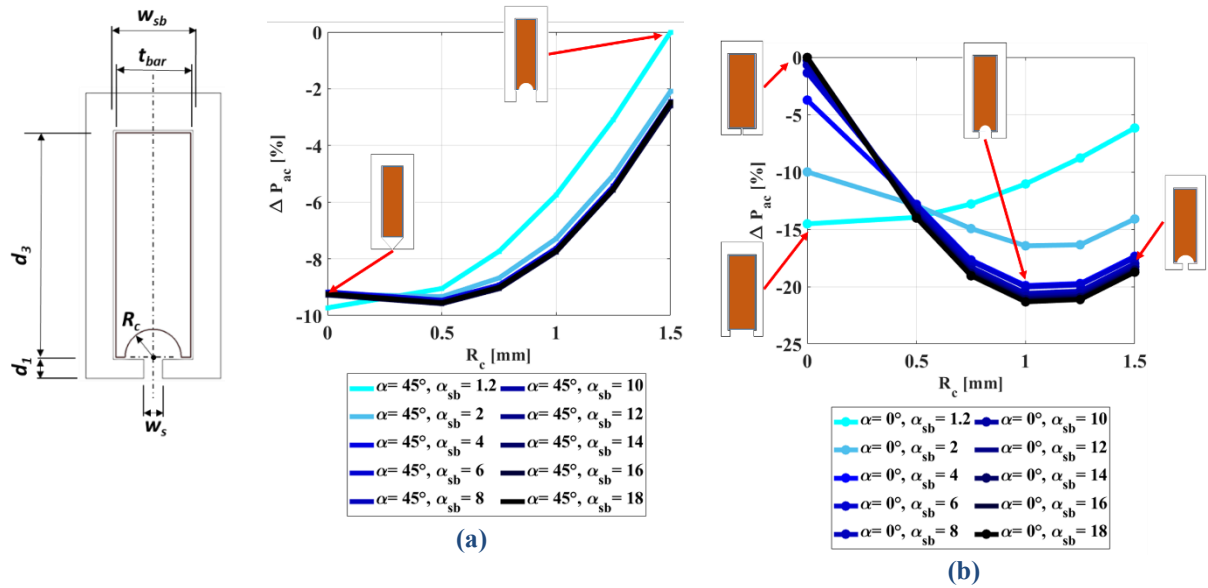 w_sb
t_bar
d_3
R_c
d_1
w_s
Δ P_ac [%]
0
-2
-4
-6
-8
-10
0
0.5
1
1.5
R_c [mm]
α= 45°, α_sb= 1.2
α= 45°, α_sb= 10
α= 45°, α_sb= 2
α= 45°, α_sb= 12
α= 45°, α_sb= 4
α= 45°, α_sb= 14
α= 45°, α_sb= 6
α= 45°, α_sb= 16
α= 45°, α_sb= 8
α= 45°, α_sb= 18
(a)
Δ P_ac [%]
0
-5
-10
-15
-20
-25
0
0.5
1
1.5
R_c [mm]
α= 0°, α_sb= 1.2
α= 0°, α_sb= 10
α= 0°, α_sb= 2
α= 0°, α_sb= 12
α= 0°, α_sb= 4
α= 0°, α_sb= 14
α= 0°, α_sb= 6
α= 0°, α_sb= 16
α= 0°, α_sb= 8
α= 0°, α_sb= 18
(b)